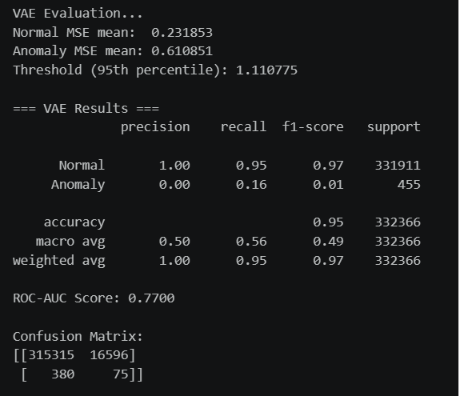 VAE Evaluation...
Normal MSE mean:  0.231853
Anomaly MSE mean: 0.610851
Threshold (95th percentile): 1.110775
=== VAE Results ===
              precision    recall  f1-score   support
      Normal       1.00      0.95      0.97    331911
     Anomaly       0.00      0.16      0.01       455
    accuracy                           0.95    332366
   macro avg       0.50      0.56      0.49    332366
weighted avg       1.00      0.95      0.97    332366
ROC-AUC Score: 0.7700
Confusion Matrix:
[[315315  16596]
 [   380     75]]